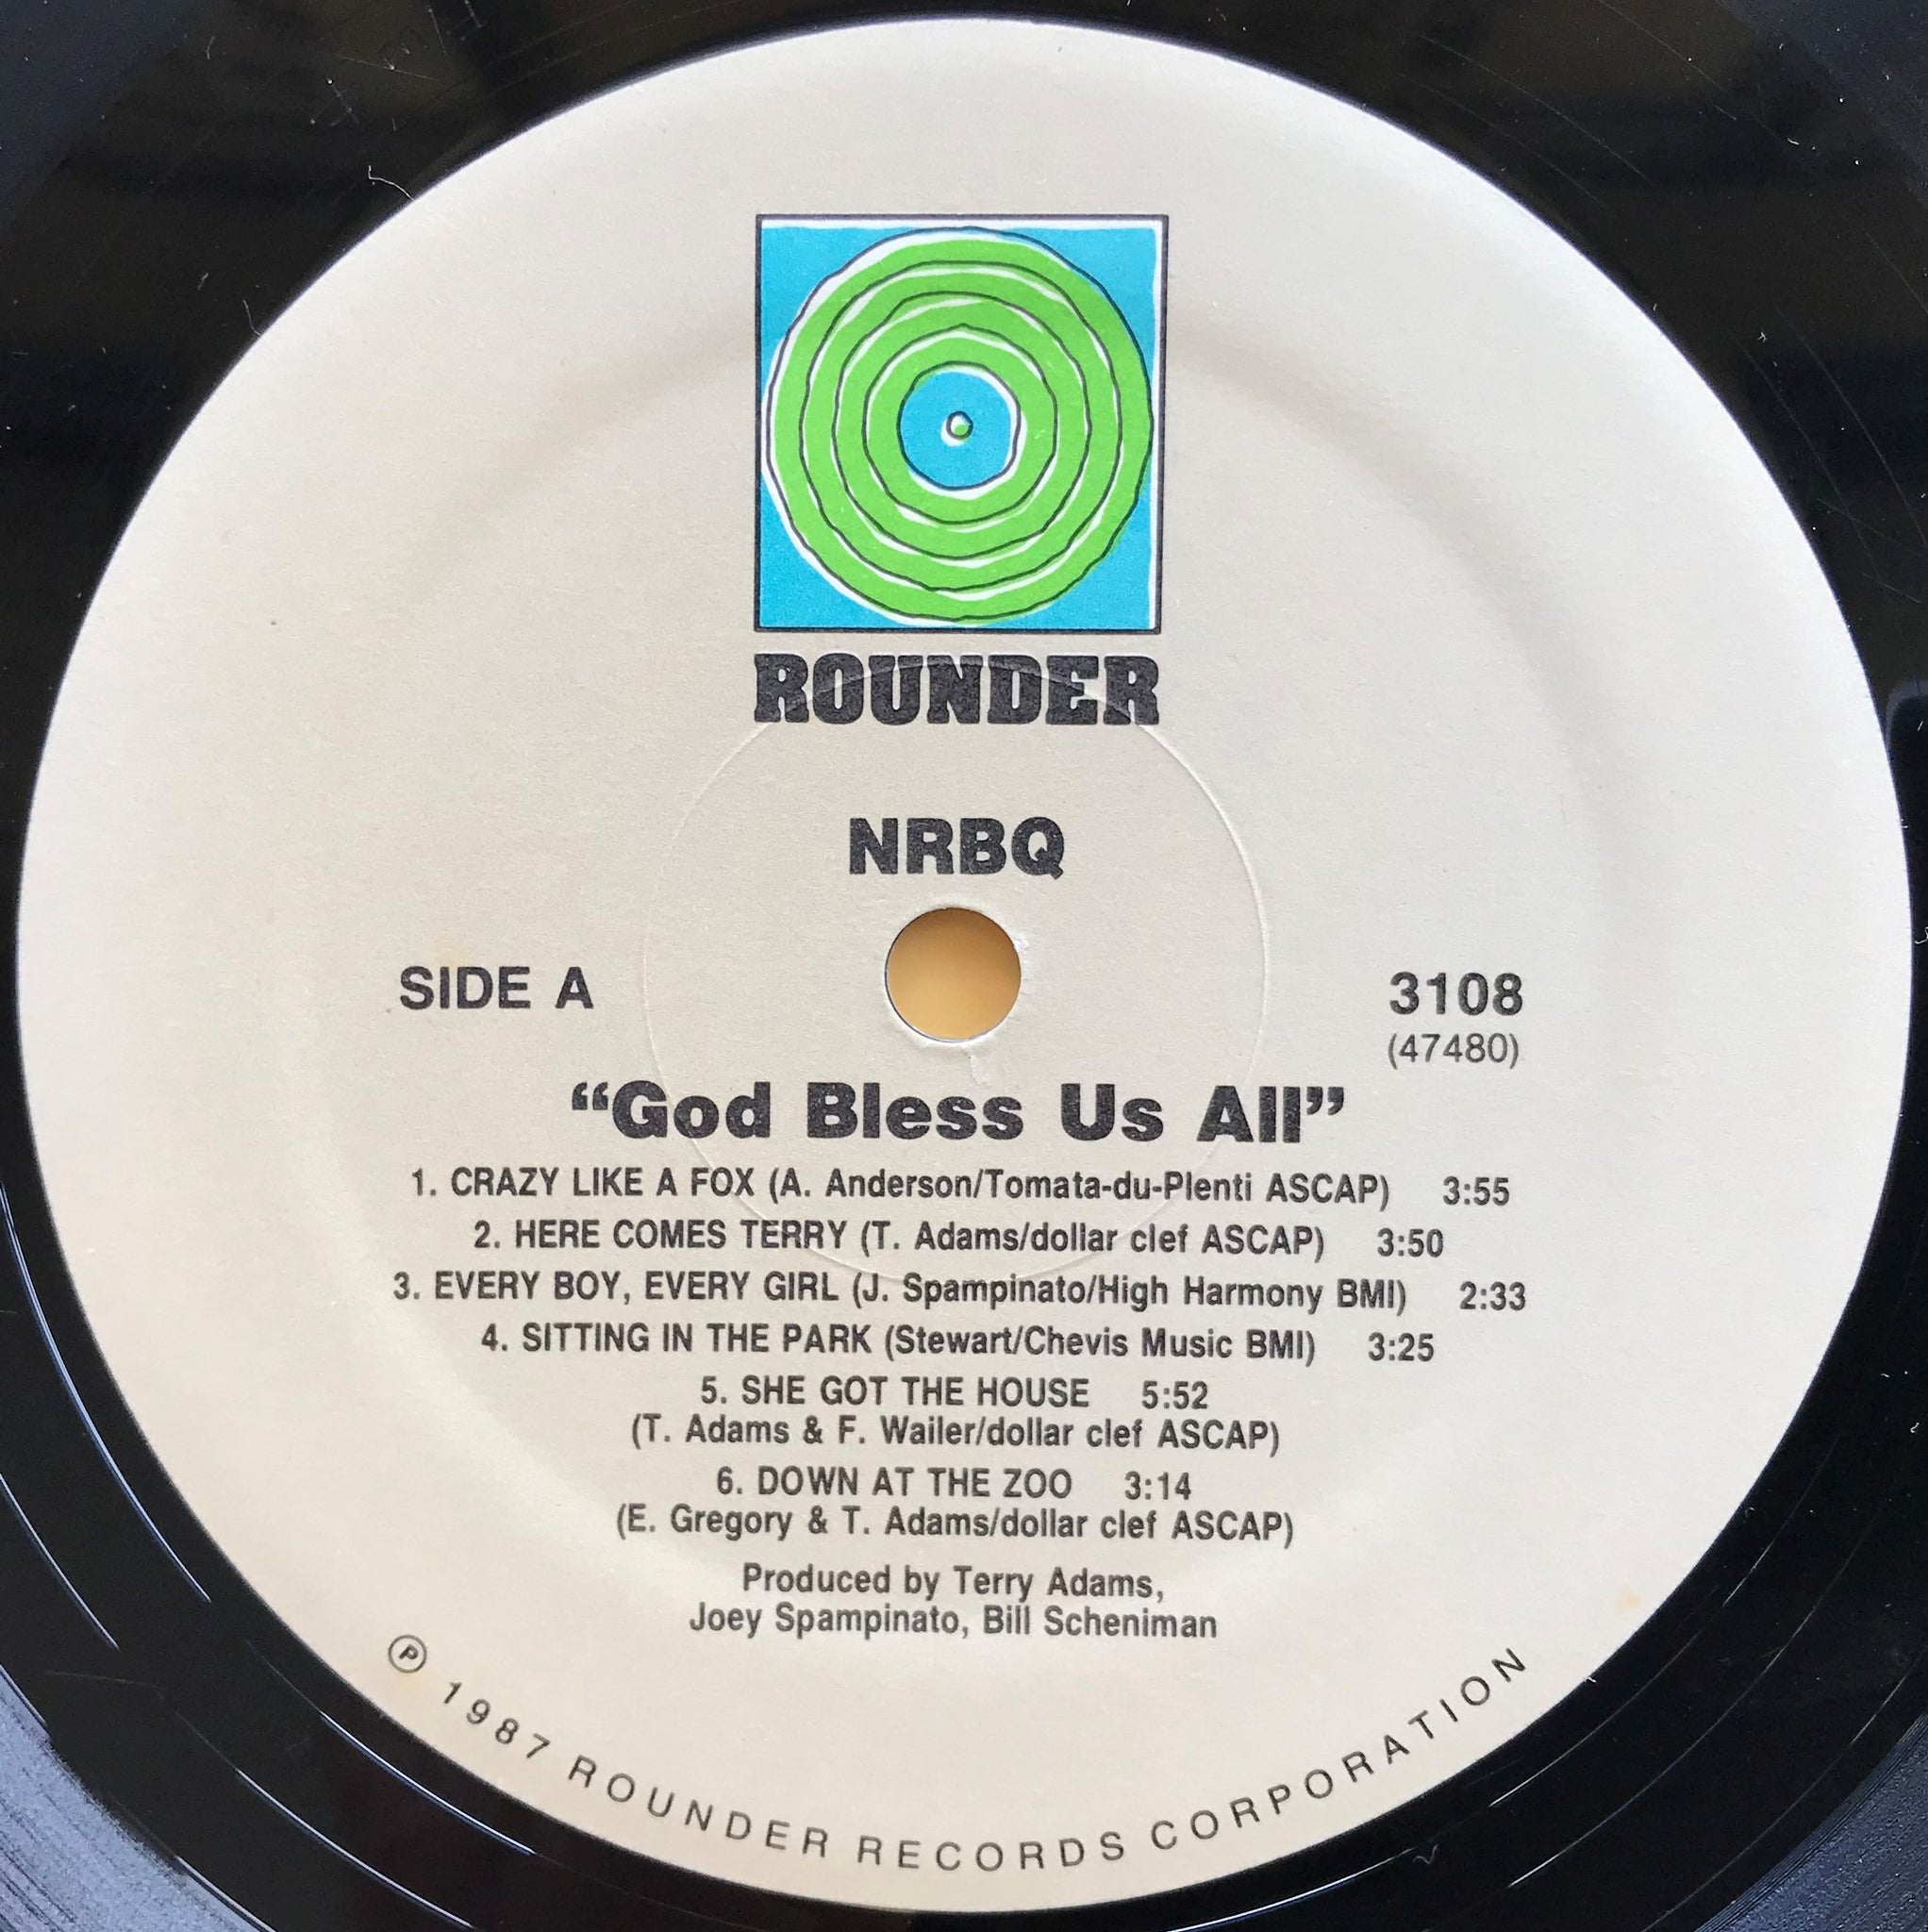 ROUNDER
NRBQ
SIDE A
3108
(47480)
“God Bless Us All”
1. CRAZY LIKE A FOX (A. Anderson/Tomata-du-Plenti ASCAP) 3:55
2. HERE COMES TERRY (T. Adams/dollar clef ASCAP) 3:50
3. EVERY BOY, EVERY GIRL (J. Spampinato/High Harmony BMI) 2:33
4. SITTING IN THE PARK (Stewart/Chevis Music BMI) 3:25
5. SHE GOT THE HOUSE 5:52
(T. Adams & F. Wailer/dollar clef ASCAP)
6. DOWN AT THE ZOO 3:14
(E. Gregory & T. Adams/dollar clef ASCAP)
Produced by Terry Adams,
Joey Spampinato, Bill Scheniman
℗ 1987 ROUNDER RECORDS CORPORATION